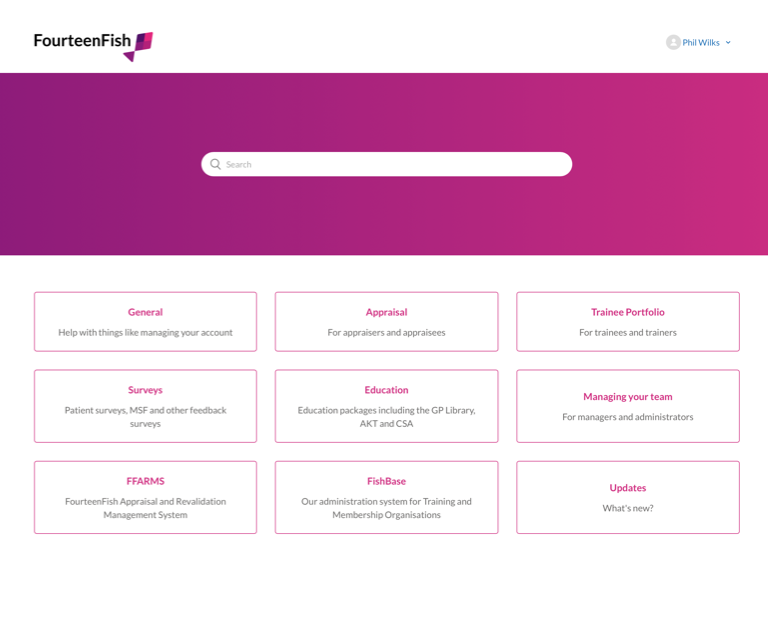 FourteenFish
Phil Wilks
Search
General
Help with things like managing your account
Appraisal
For appraisers and appraisees
Trainee Portfolio
For trainees and trainers
Surveys
Patient surveys, MSF and other feedback
surveys
Education
Education packages including the GP Library,
AKT and CSA
Managing your team
For managers and administrators
FFARMS
FourteenFish Appraisal and Revalidation
Management System
FishBase
Our administration system for Training and
Membership Organisations
Updates
What's new?